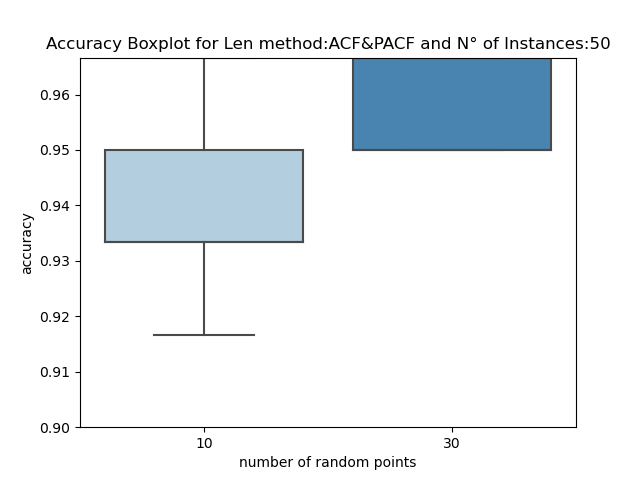 Accuracy Boxplot for Len method:ACF&PACF and N° of Instances:50
0.96
0.95
0.94
0.93
0.92
0.91
0.90
accuracy
10 30
number of random points